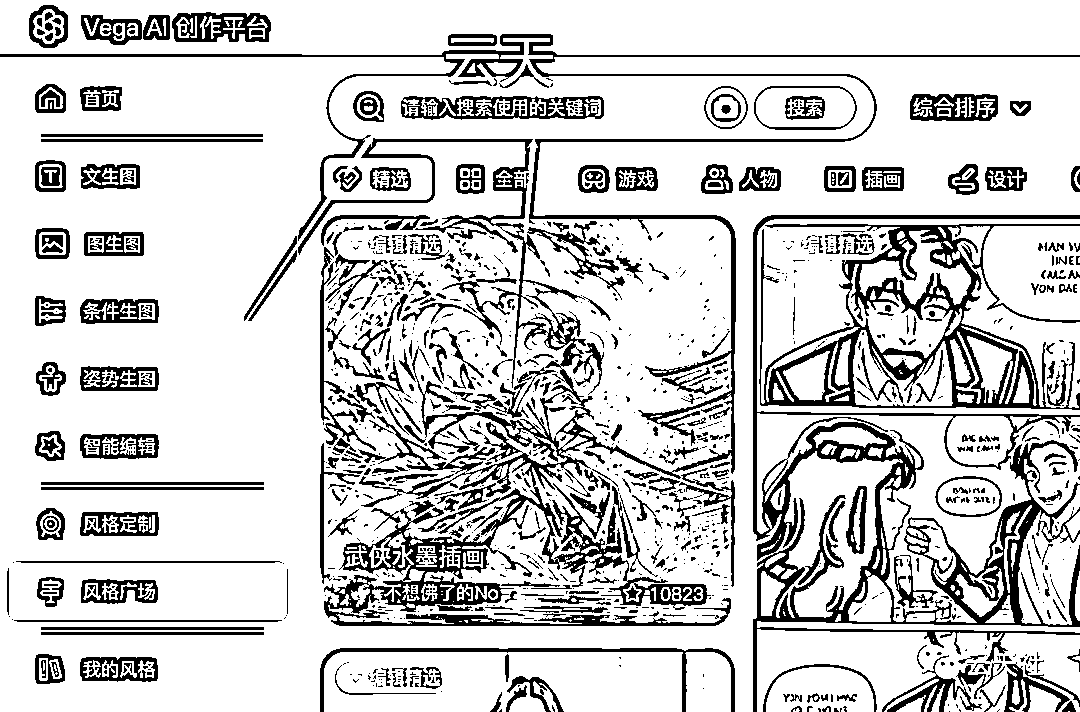 Vega AI 创作平台
云天
首页
请输入搜索使用的关键词
搜索
综合排序
文生图
精选
全部
游戏
人物
插画
设计
图生图
编辑精选
编辑精选
条件生图
姿势生图
智能编辑
风格定制
武侠水墨插画
风格广场
不想佛了的No
10823
我的风格
编辑精选